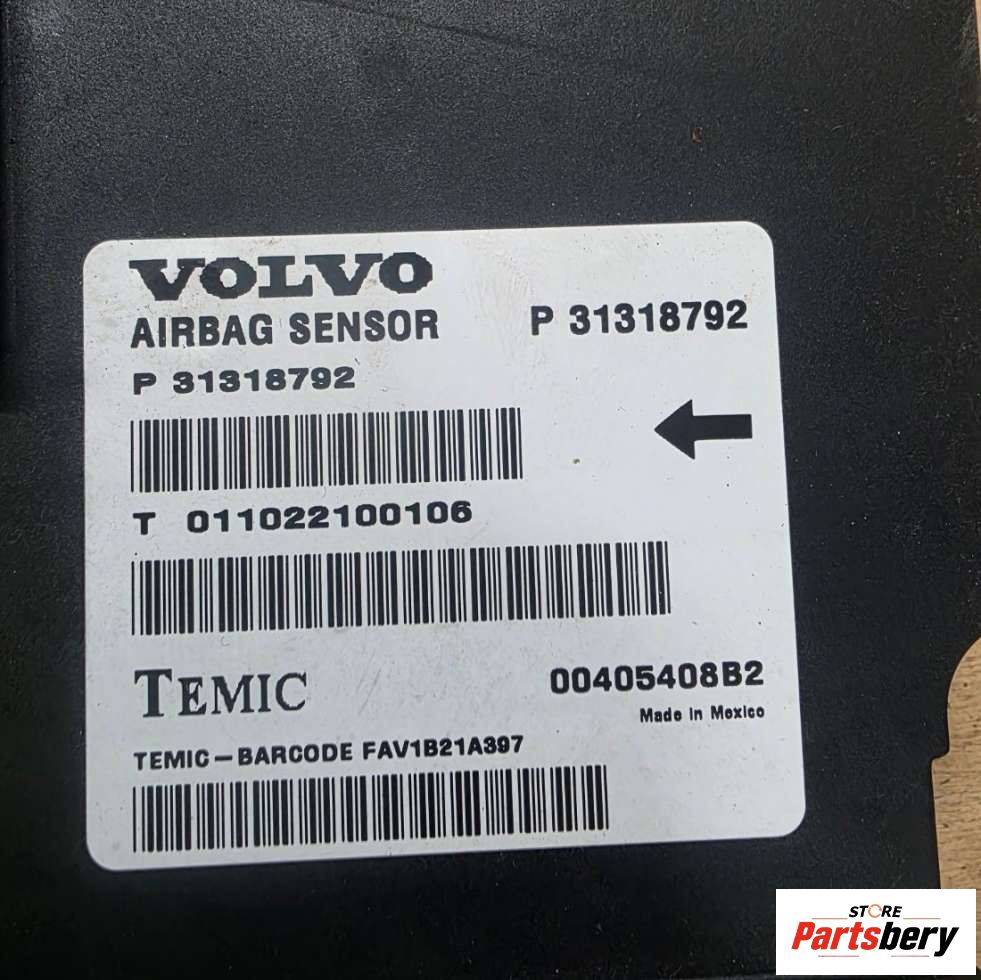 VOLVO
AIRBAG SENSOR
P 31318792
P 31318792
T 011022100106
TEMIC
00405408B2
Made in Mexico
TEMIC-BARCODE FAV1B21A397
STORE
Partsbery